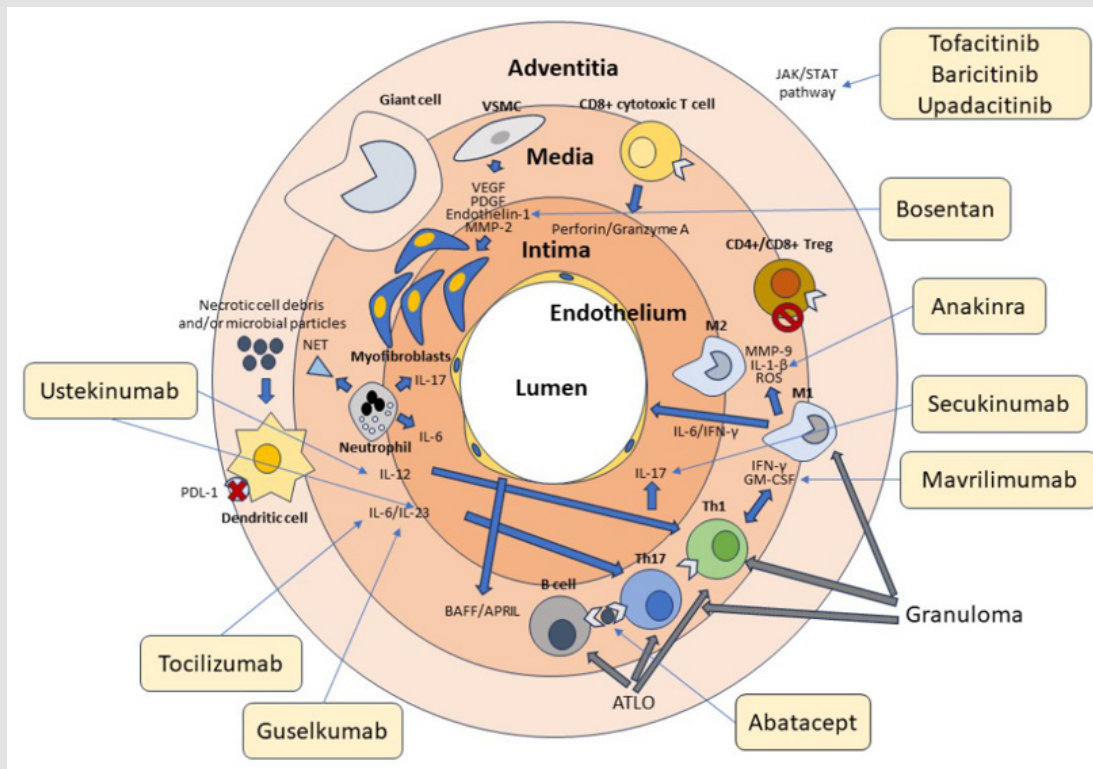 Tofacitinib
Baricitinib
Upadacitinib
JAK/STAT
pathway
Adventitia
Giant cell
VSMC
CD8+ cytotoxic T cell
Media
VEGF
PDGF
Endothelin-1
MMP-2
Perforin/Granzyme A
Bosentan
Intima
CD4+/CD8+ Treg
Necrotic cell debris
and/or microbial particles
Endothelium
Anakinra
NET
Myofibroblasts
M2
MMP-9
IL-1-β
ROS
IL-17
Lumen
M1
Ustekinumab
Secukinumab
Neutrophil
IL-6
IL-6/IFN-γ
IL-12
IL-17
IFN-γ
GM-CSF
Mavrilimumab
PDL-1
Dendritic cell
IL-6/IL-23
Th1
Th17
B cell
BAFF/APRIL
Granuloma
Tocilizumab
ATLO
Guselkumab
Abatacept